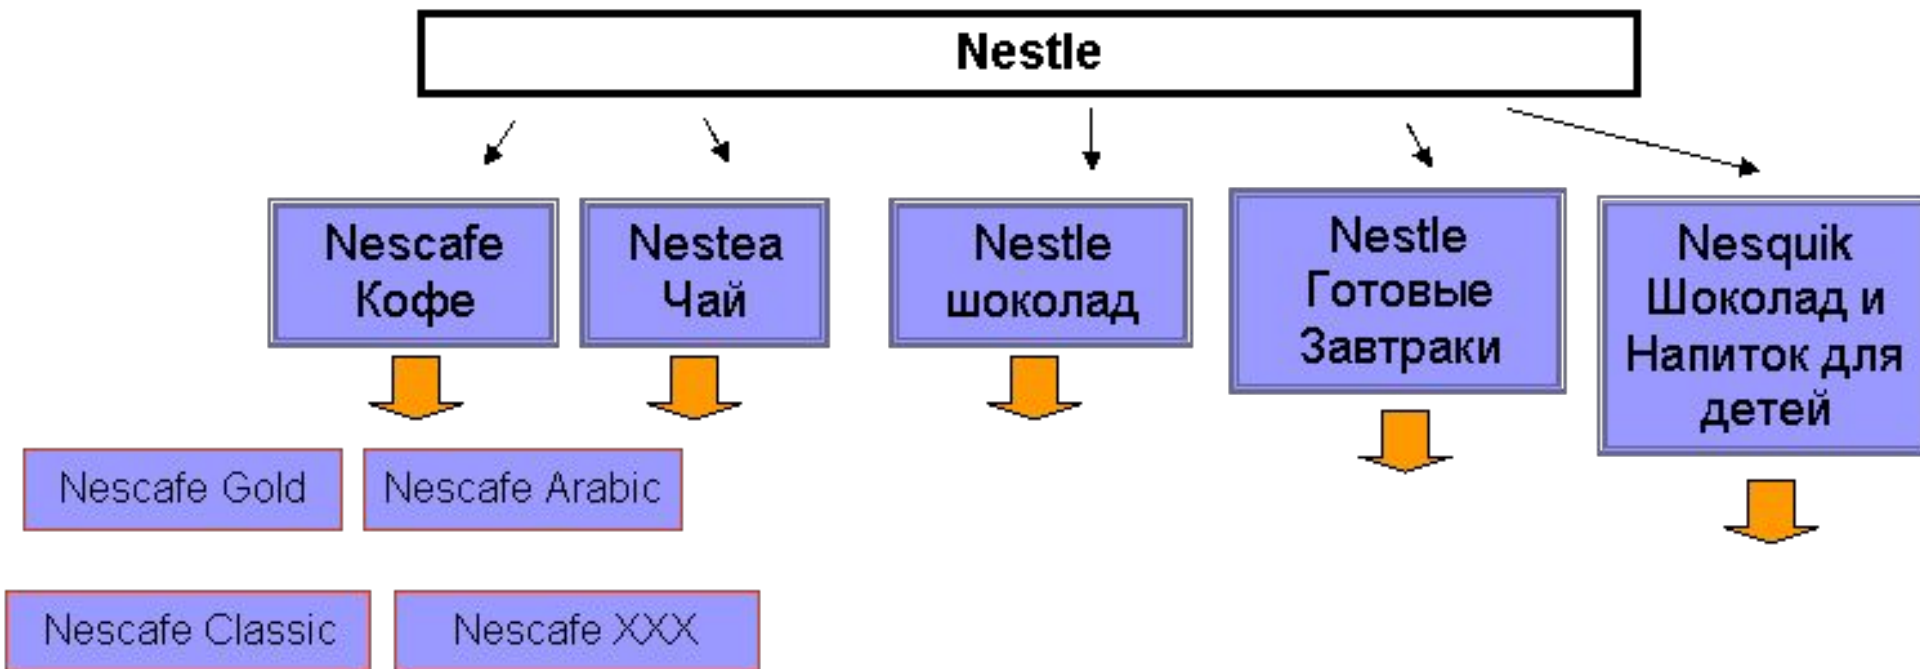 Nestle
Nescafe
Кофе
Nestea
Чай
Nestle
шоколад
Nestle
Готовые
Завтраки
Nesquik
Шоколад и
Напиток для
детей
Nescafe Gold
Nescafe Arabic
Nescafe Classic
Nescafe XXX